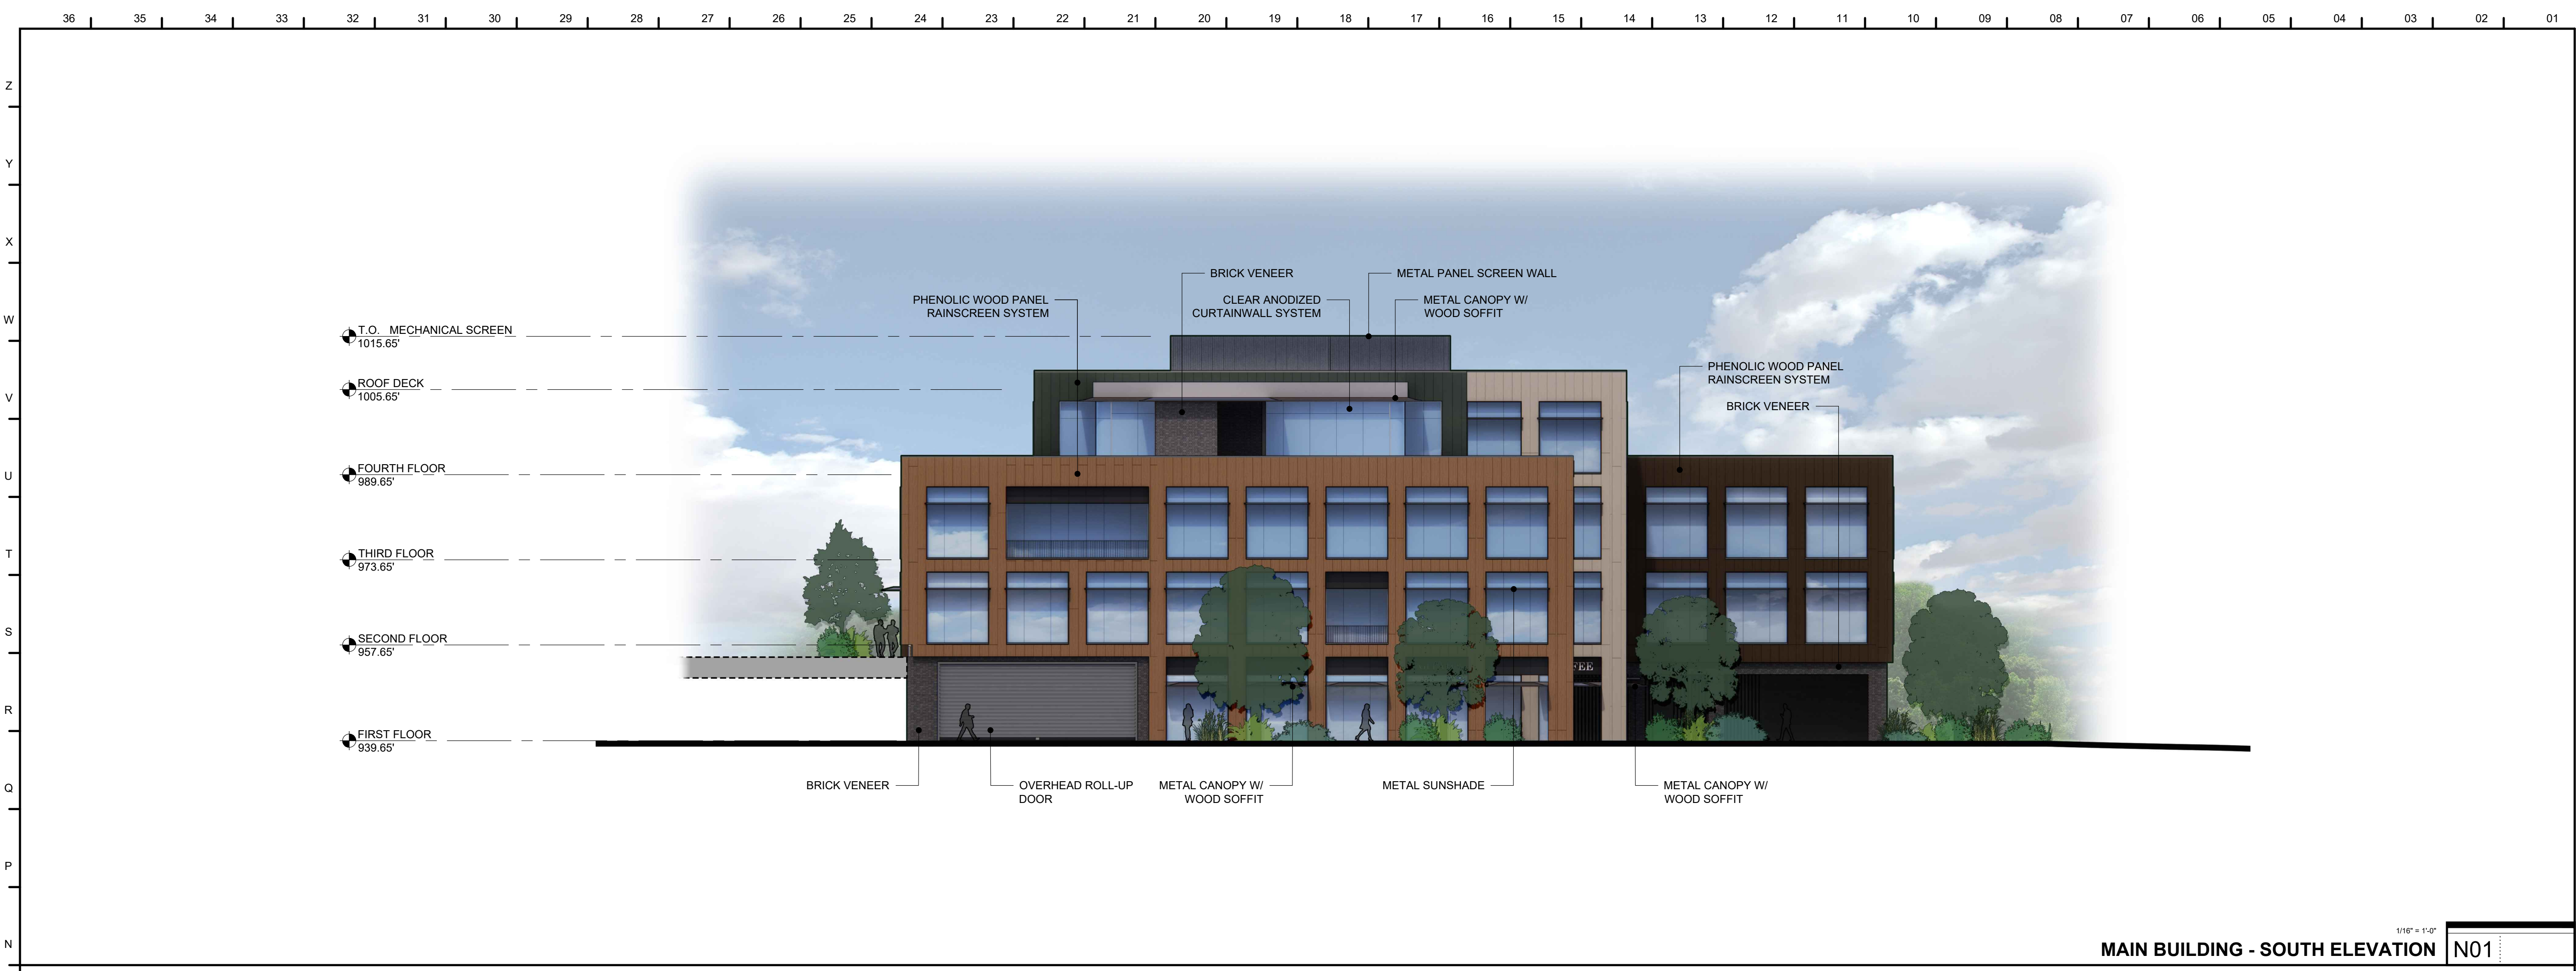 36 35 34 33 32 31 30 29 28 27 26 25 24 23 22 21 20 19 18 17 16 15 14 13 12 11 10 09 08 07 06 05 04 03 02 01
Z
Y
X
W
V
U
T
S
R
Q
P
N
BRICK VENEER
METAL PANEL SCREEN WALL
PHENOLIC WOOD PANEL
RAINSCREEN SYSTEM
CLEAR ANODIZED
CURTAINWALL SYSTEM
METAL CANOPY W/
WOOD SOFFIT
T.O. MECHANICAL SCREEN
1015.65'
PHENOLIC WOOD PANEL
RAINSCREEN SYSTEM
ROOF DECK
1005.65'
BRICK VENEER
FOURTH FLOOR
989.65'
THIRD FLOOR
973.65'
SECOND FLOOR
957.65'
FEE
FIRST FLOOR
939.65'
BRICK VENEER
OVERHEAD ROLL-UP
DOOR
METAL CANOPY W/
WOOD SOFFIT
METAL SUNSHADE
METAL CANOPY W/
WOOD SOFFIT
1/16" = 1'-0"
MAIN BUILDING - SOUTH ELEVATION
N01